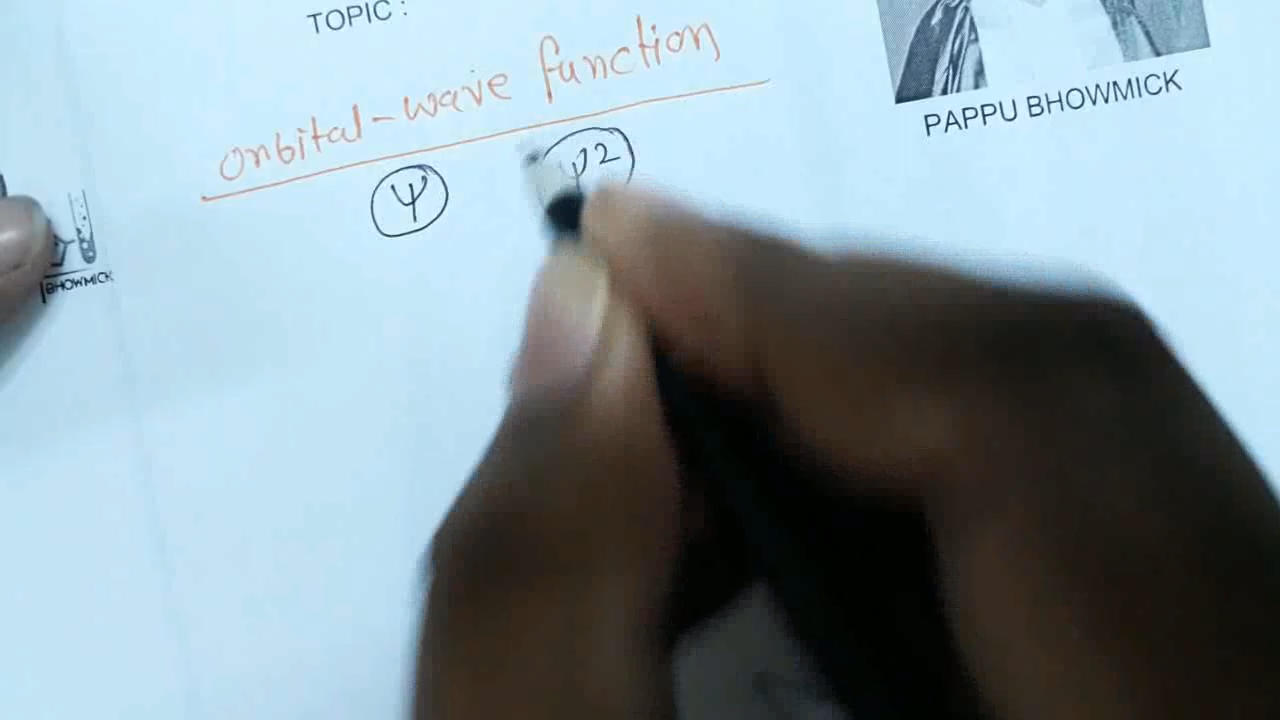 TOPIC :
orbital-wave function
ψ ψ2
PAPPU BHOWMICK
BHOWMICK